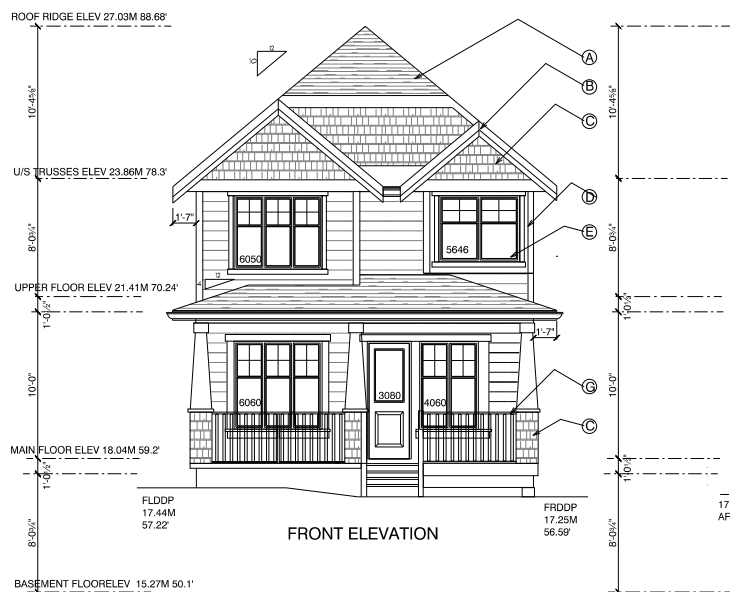 ROOF RIDGE ELEV 27.03M 88.68'
12
A
B
C
10'-4⅝"
10'-4⅝"
U/S TRUSSES ELEV 23.86M 78.3'
D
1'-7"
E
8'-0¾"
8'-0¾"
6050
5646
12
4
UPPER FLOOR ELEV 21.41M 70.24'
1'-0½"
1'-0½"
1'-7"
10'-0"
10'-0"
G
3080
6060
4060
C
MAIN FLOOR ELEV 18.04M 59.2'
1'-0½"
1'-0½"
FLDDP
17.44M
57.22'
FRDDP
17.25M
56.59'
17
AF
FRONT ELEVATION
8'-0¾"
8'-0¾"
BASEMENT FLOORELEV 15.27M 50.1'